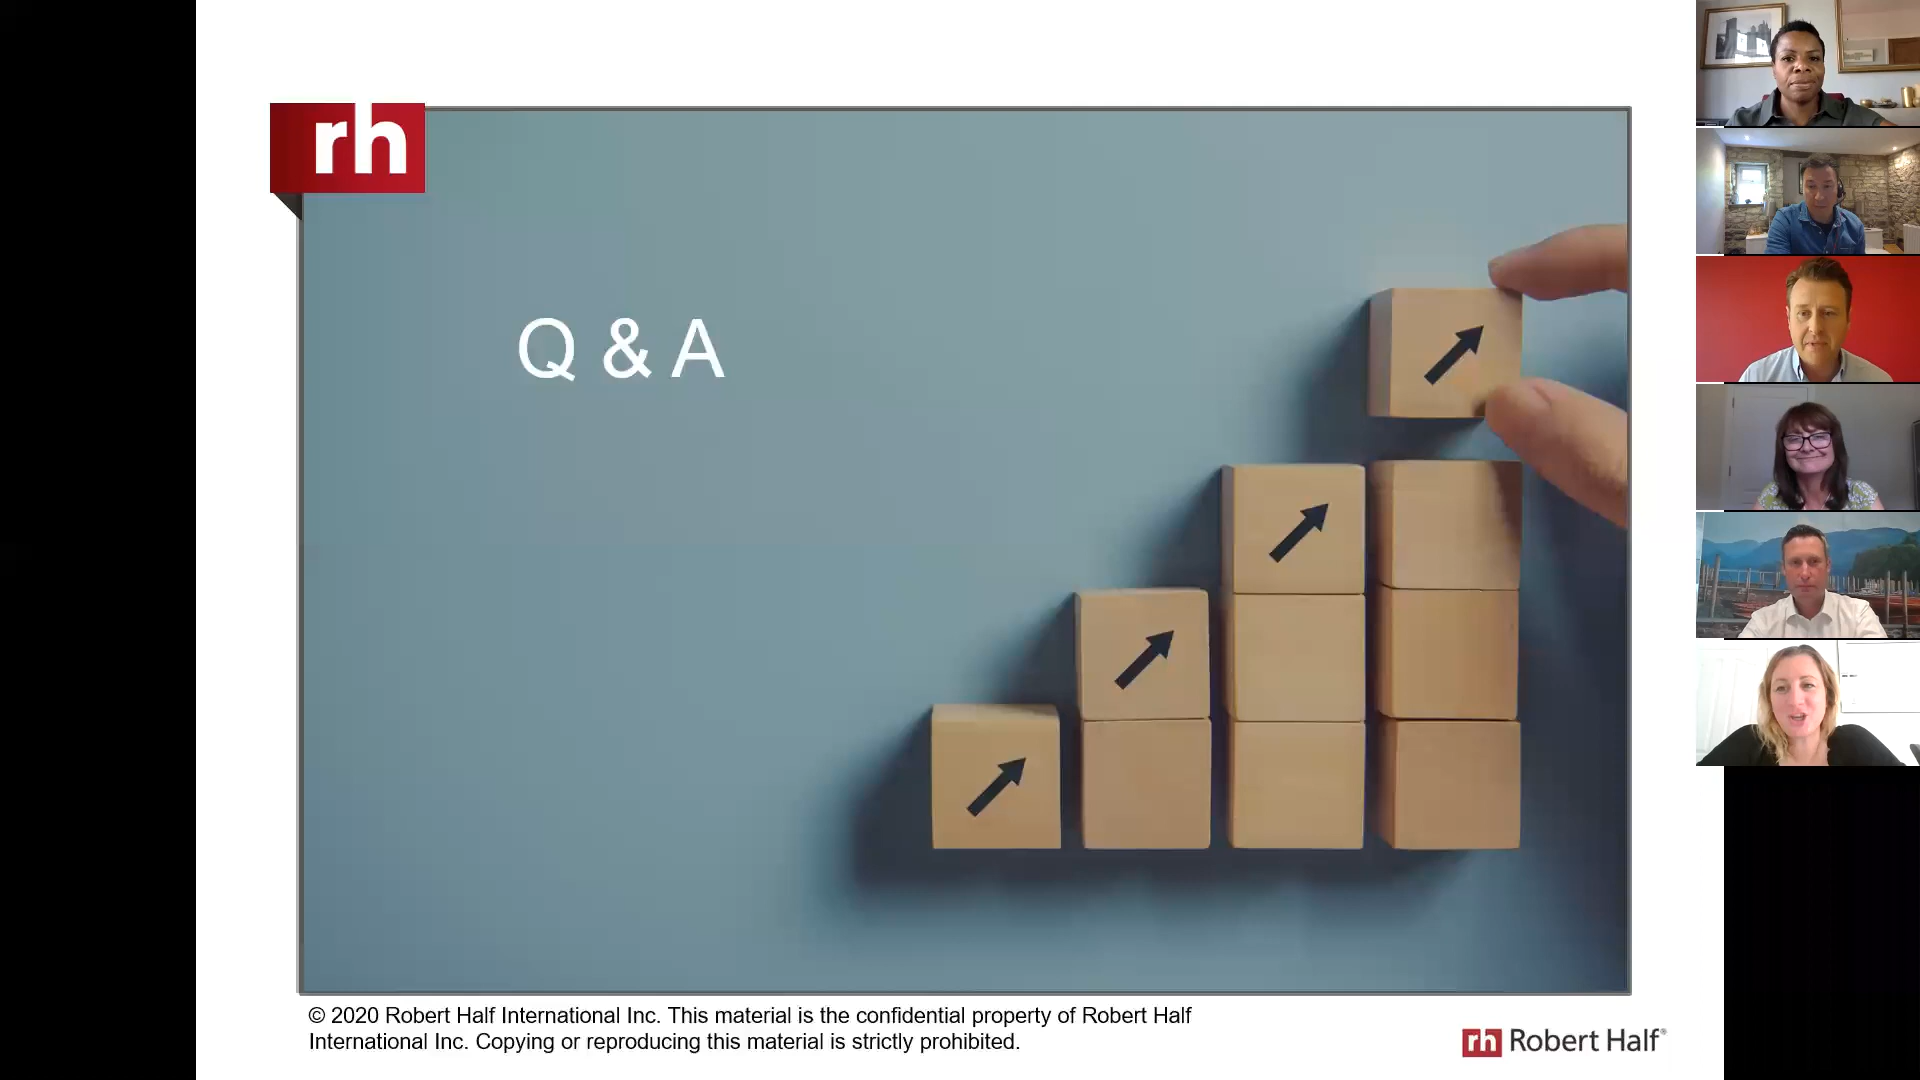 rh
Q & A
© 2020 Robert Half International Inc. This material is the confidential property of Robert Half
International Inc. Copying or reproducing this material is strictly prohibited.
rh Robert Half®